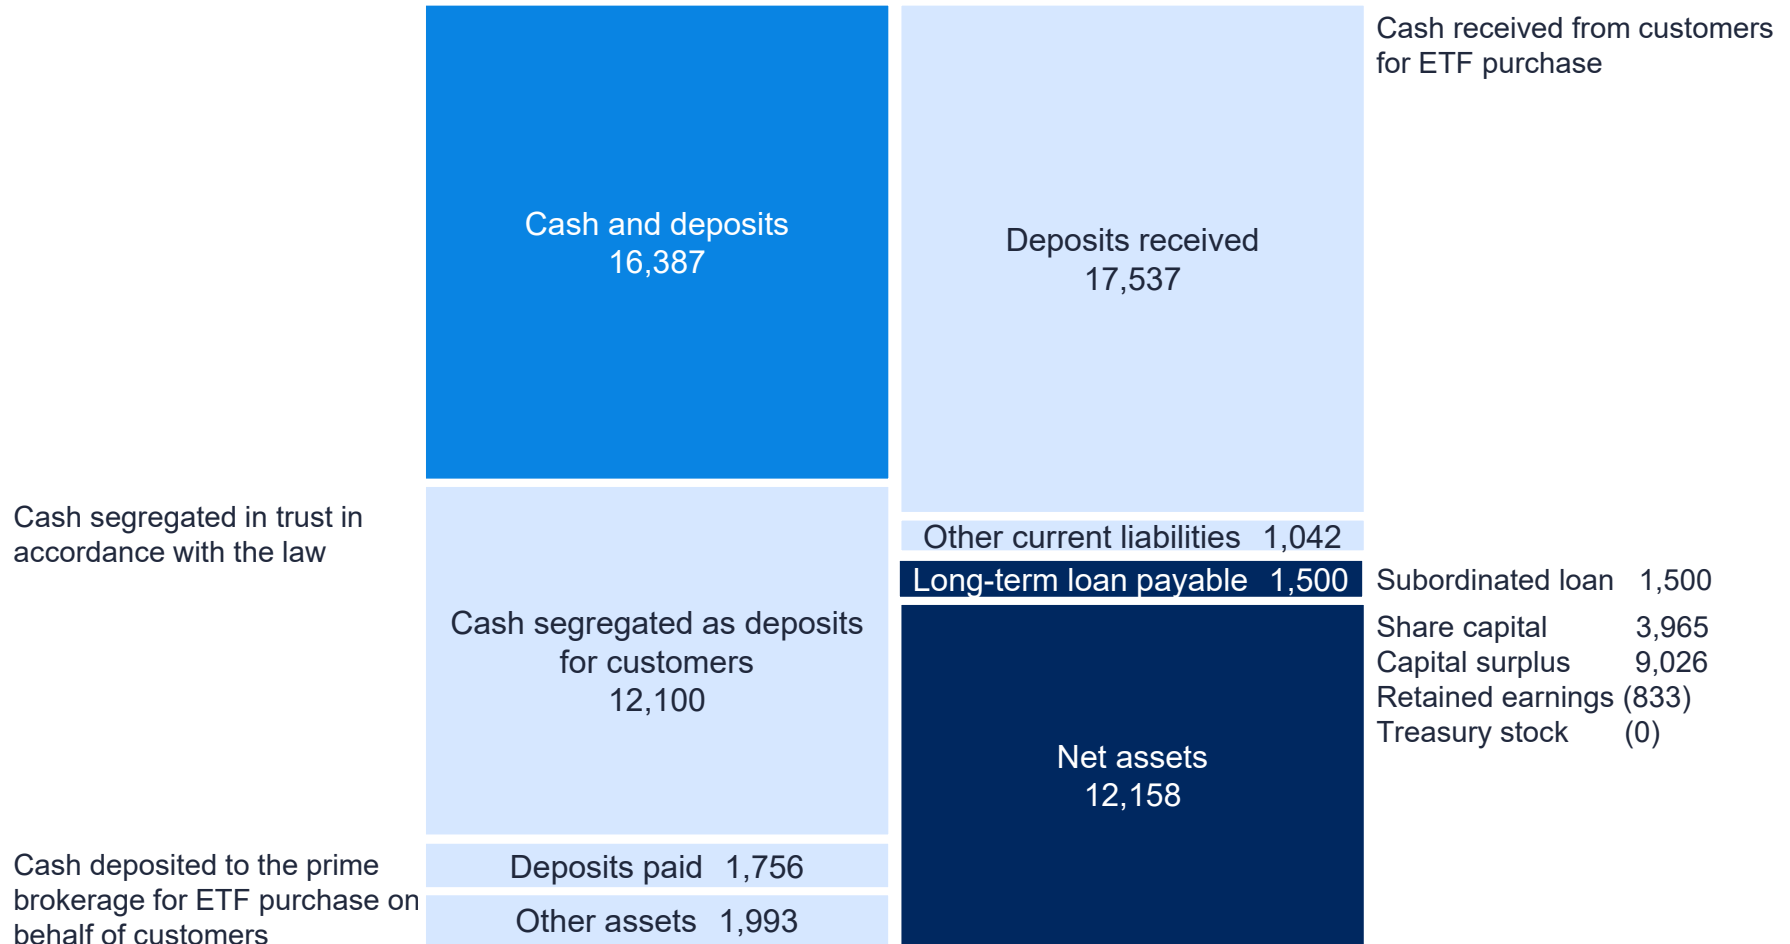 Cash and deposits
16,387
Cash segregated in trust in
accordance with the law
Cash segregated as deposits
for customers
12,100
Cash deposited to the prime
brokerage for ETF purchase on
behalf of customers
Deposits paid 1,756
Other assets 1,993
Deposits received
17,537
Cash received from customers
for ETF purchase
Other current liabilities 1,042
Long-term loan payable 1,500
Subordinated loan 1,500
Net assets
12,158
Share capital 3,965
Capital surplus 9,026
Retained earnings (833)
Treasury stock (0)